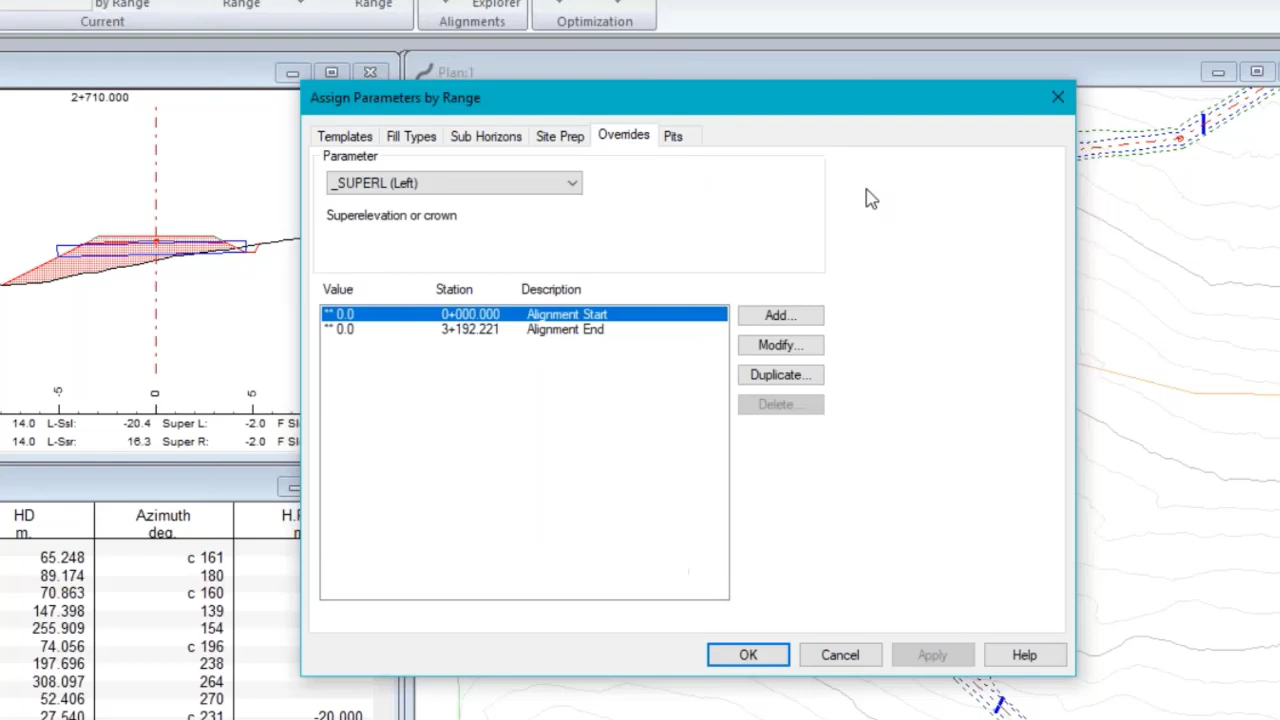 by Range Range Range Explorer
Current Alignments Optimization
Plan:1
2+710.000
-5 0 5
14.0 L-Ssl: -20.4 Super L: -2.0 F Sl
14.0 L-Ssr: 16.3 Super R: -2.0 F Sl
HD Azimuth H.
m. deg.
65.248 c 161
89.174 180
70.863 c 160
147.398 139
255.909 154
74.056 c 196
197.696 238
308.097 264
52.406 270
27.540 c 231 -20.000
Assign Parameters by Range
Templates Fill Types Sub Horizons Site Prep Overrides Pits
Parameter
_SUPERL (Left)
Superelevation or crown
Value Station Description
** 0.0 0+000.000 Alignment Start
** 0.0 3+192.221 Alignment End
Add...
Modify...
Duplicate...
Delete...
OK Cancel Apply Help